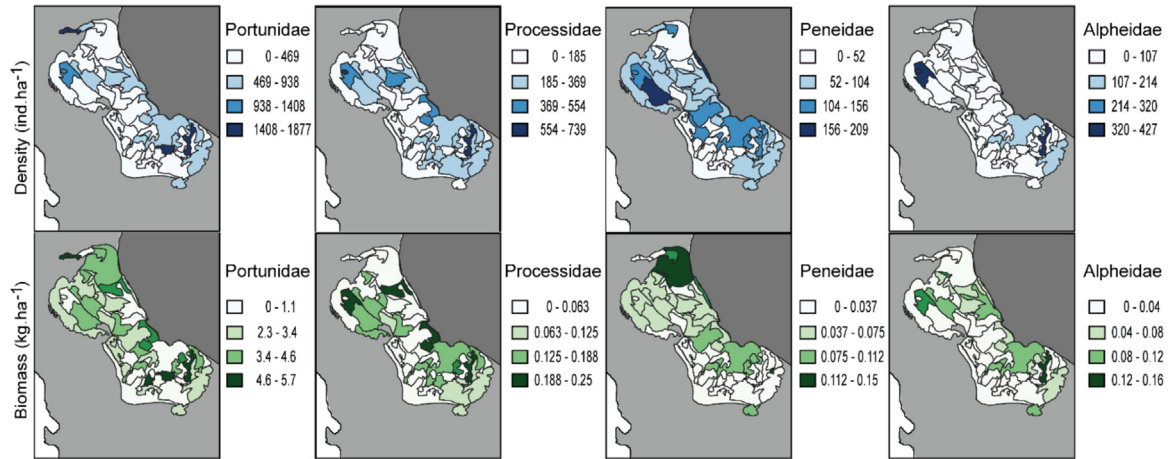 Density (ind.ha⁻¹)
Portunidae
0 - 469
469 - 938
938 - 1408
1408 - 1877
Processidae
0 - 185
185 - 369
369 - 554
554 - 739
Peneidae
0 - 52
52 - 104
104 - 156
156 - 209
Alpheidae
0 - 107
107 - 214
214 - 320
320 - 427
Biomass (kg.ha⁻¹)
Portunidae
0 - 1.1
2.3 - 3.4
3.4 - 4.6
4.6 - 5.7
Processidae
0 - 0.063
0.063 - 0.125
0.125 - 0.188
0.188 - 0.25
Peneidae
0 - 0.037
0.037 - 0.075
0.075 - 0.112
0.112 - 0.15
Alpheidae
0 - 0.04
0.04 - 0.08
0.08 - 0.12
0.12 - 0.16